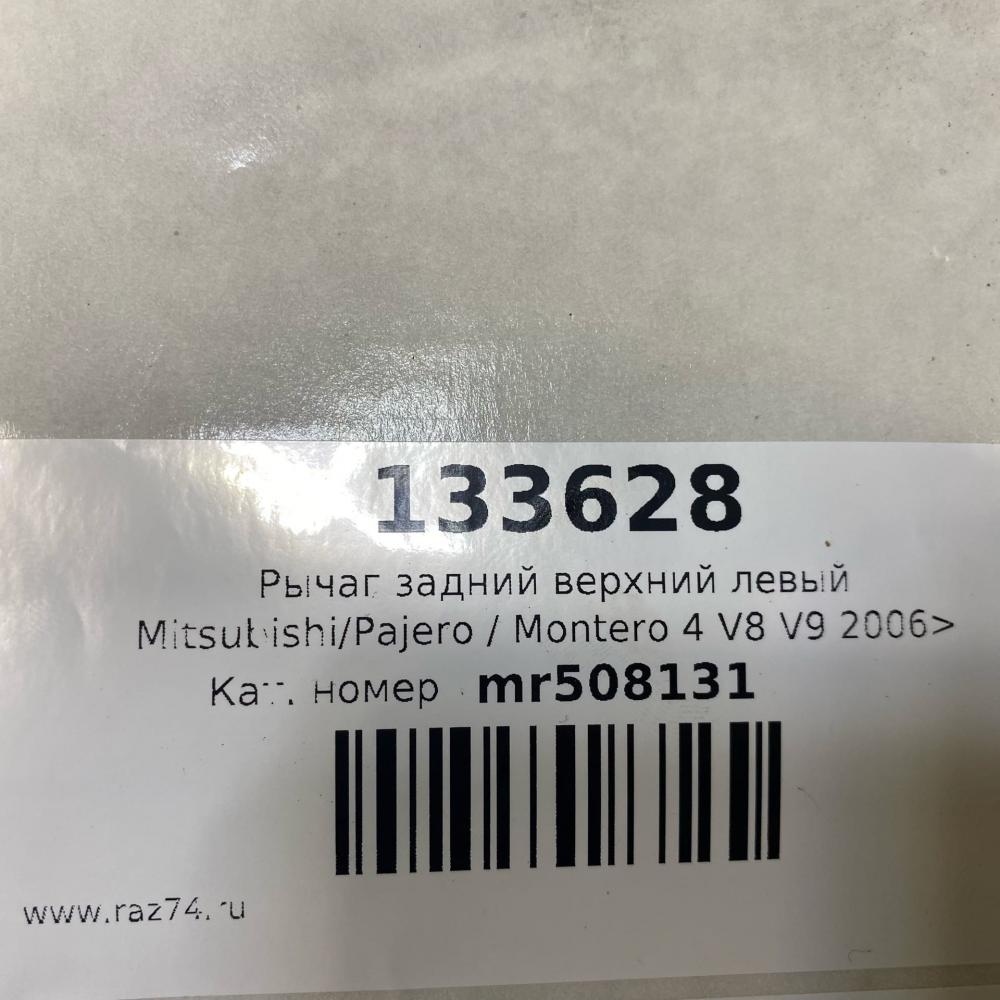 133628
Рычаг задний верхний левый
Mitsubishi/Pajero / Montero 4 V8 V9 2006>
Кат. номер mr508131
www.raz74.ru